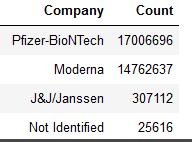 Company Count
Pfizer-BioNTech 17006696
Moderna 14762637
J&J/Janssen 307112
Not Identified 25616